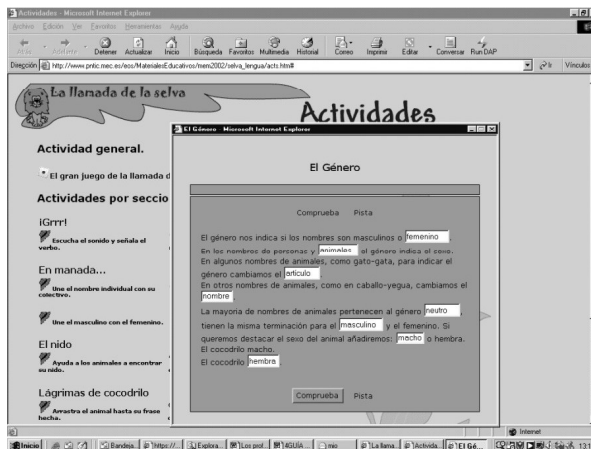 Actividades - Microsoft Internet Explorer
Archivo Edición Ver Favoritos Herramientas Ayuda
Atrás Adelante Detener Actualizar Inicio Búsqueda Favoritos Multimedia Historial Correo Imprimir Editar Conversar Run DAP
Dirección http://www.pntic.mec.es/eos/MaterialesEducativos/mem2002/selva_lengua/acts.htm# Ir Vínculos
La llamada de la selva
Actividades
Actividad general.
El gran juego de la llamada d
Actividades por seccio
¡Grrr!
Escucha el sonido y señala el
verbo.
En manada...
Une el nombre individual con su
colectivo.
Une el masculino con el femenino.
El nido
Ayuda a los animales a encontrar
su nido.
Lágrimas de cocodrilo
Arrastra el animal hasta su frase
hecha.
El Género - Microsoft Internet Explorer
El Género
Comprueba Pista
El género nos indica si los nombres son masculinos o femenino.
En los nombres de personas y animales el género indica el sexo.
En algunos nombres de animales, como gato-gata, para indicar el
género cambiamos el artículo.
En otros nombres de animales, como en caballo-yegua, cambiamos el
nombre.
La mayoria de nombres de animales pertenecen al género neutro,
tienen la misma terminación para el masculino y el femenino. Si
queremos destacar el sexo del animal añadiremos: macho o hembra.
El cocodrilo macho.
El cocodrilo hembra.
Comprueba Pista
Internet
Inicio Bandeja... https://... Explora... Los prof... 4GUÍA ... mio La llama... Activida... El Gé... 13:1